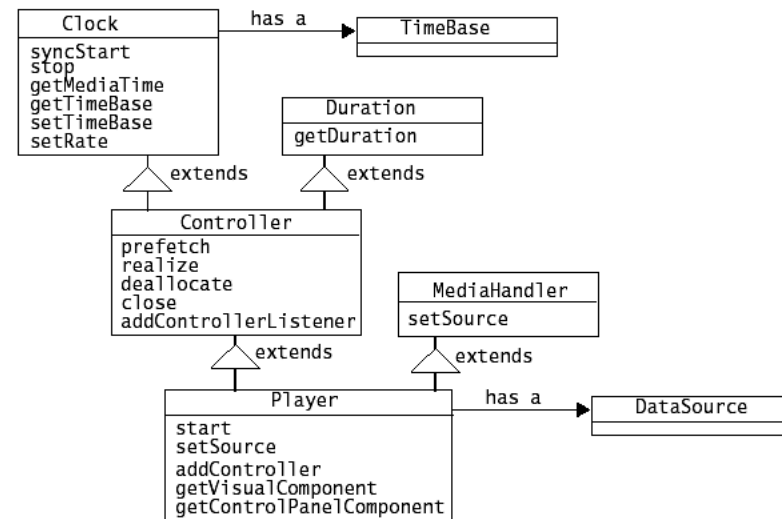 Clock
syncStart
stop
getMediaTime
getTimeBase
setTimeBase
setRate
has a
TimeBase
Duration
getDuration
extends
extends
Controller
prefetch
realize
deallocate
close
addControllerListener
MediaHandler
setSource
extends
extends
Player
start
setSource
addController
getVisualComponent
getControlPanelComponent
has a
DataSource